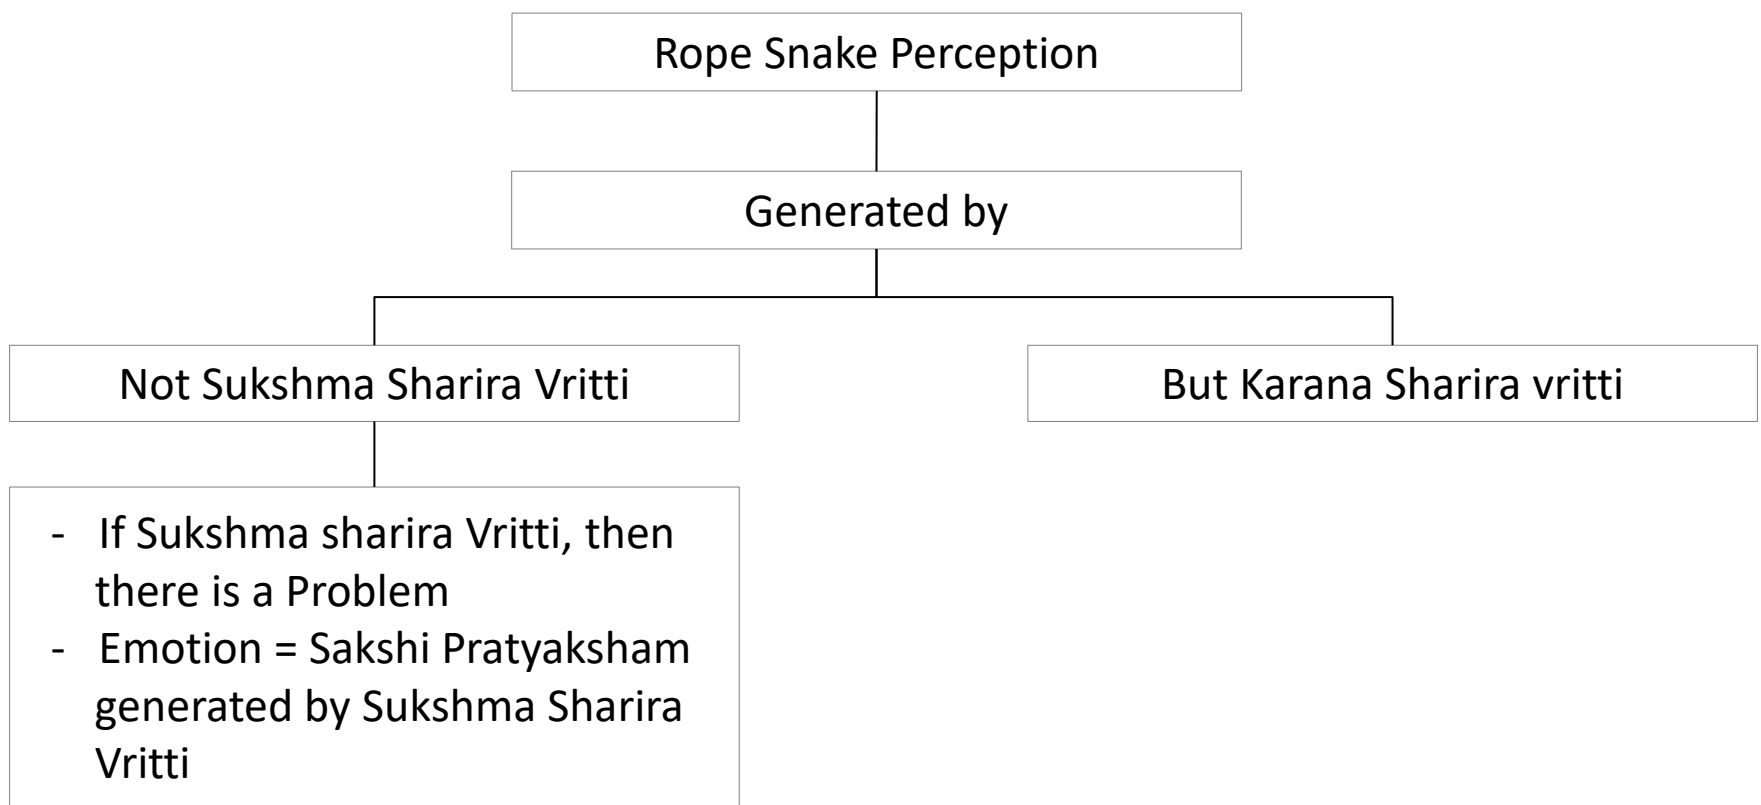 Rope Snake Perception
Generated by
Not Sukshma Sharira Vritti
But Karana Sharira vritti
- If Sukshma sharira Vritti, then
there is a Problem
- Emotion = Sakshi Pratyaksham
generated by Sukshma Sharira
Vritti